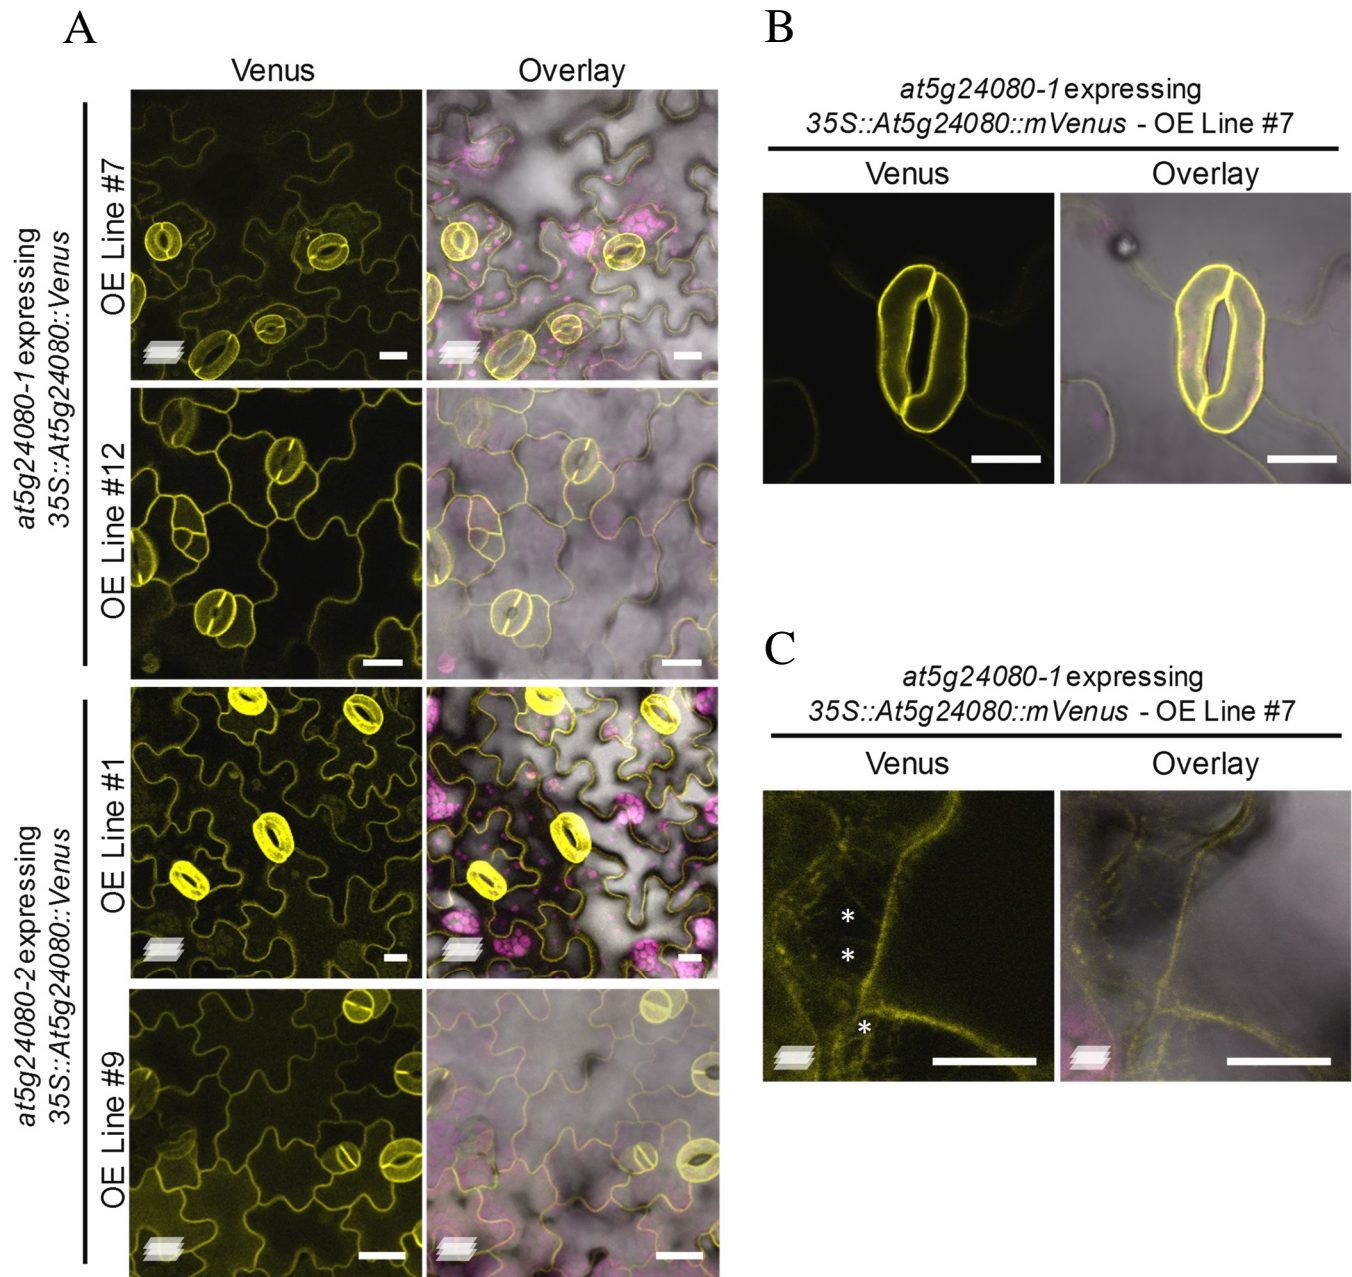 A
Venus
Overlay
at5g24080-1 expressing
35S::At5g24080::Venus
OE Line #7
OE Line #12
at5g24080-2 expressing
35S::At5g24080::Venus
OE Line #1
OE Line #9
B
at5g24080-1 expressing
35S::At5g24080::mVenus - OE Line #7
Venus
Overlay
C
at5g24080-1 expressing
35S::At5g24080::mVenus - OE Line #7
Venus
Overlay
*
*
*